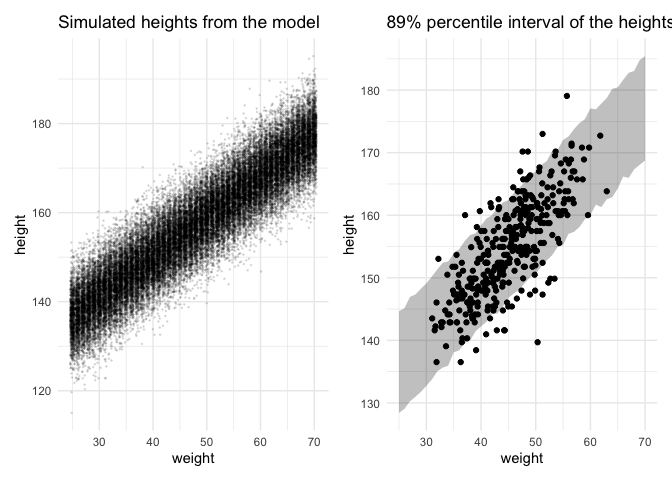 Simulated heights from the model
180
160
140
120
height
30 40 50 60 70
weight
89% percentile interval of the heights
180
170
160
150
140
130
height
30 40 50 60 70
weight